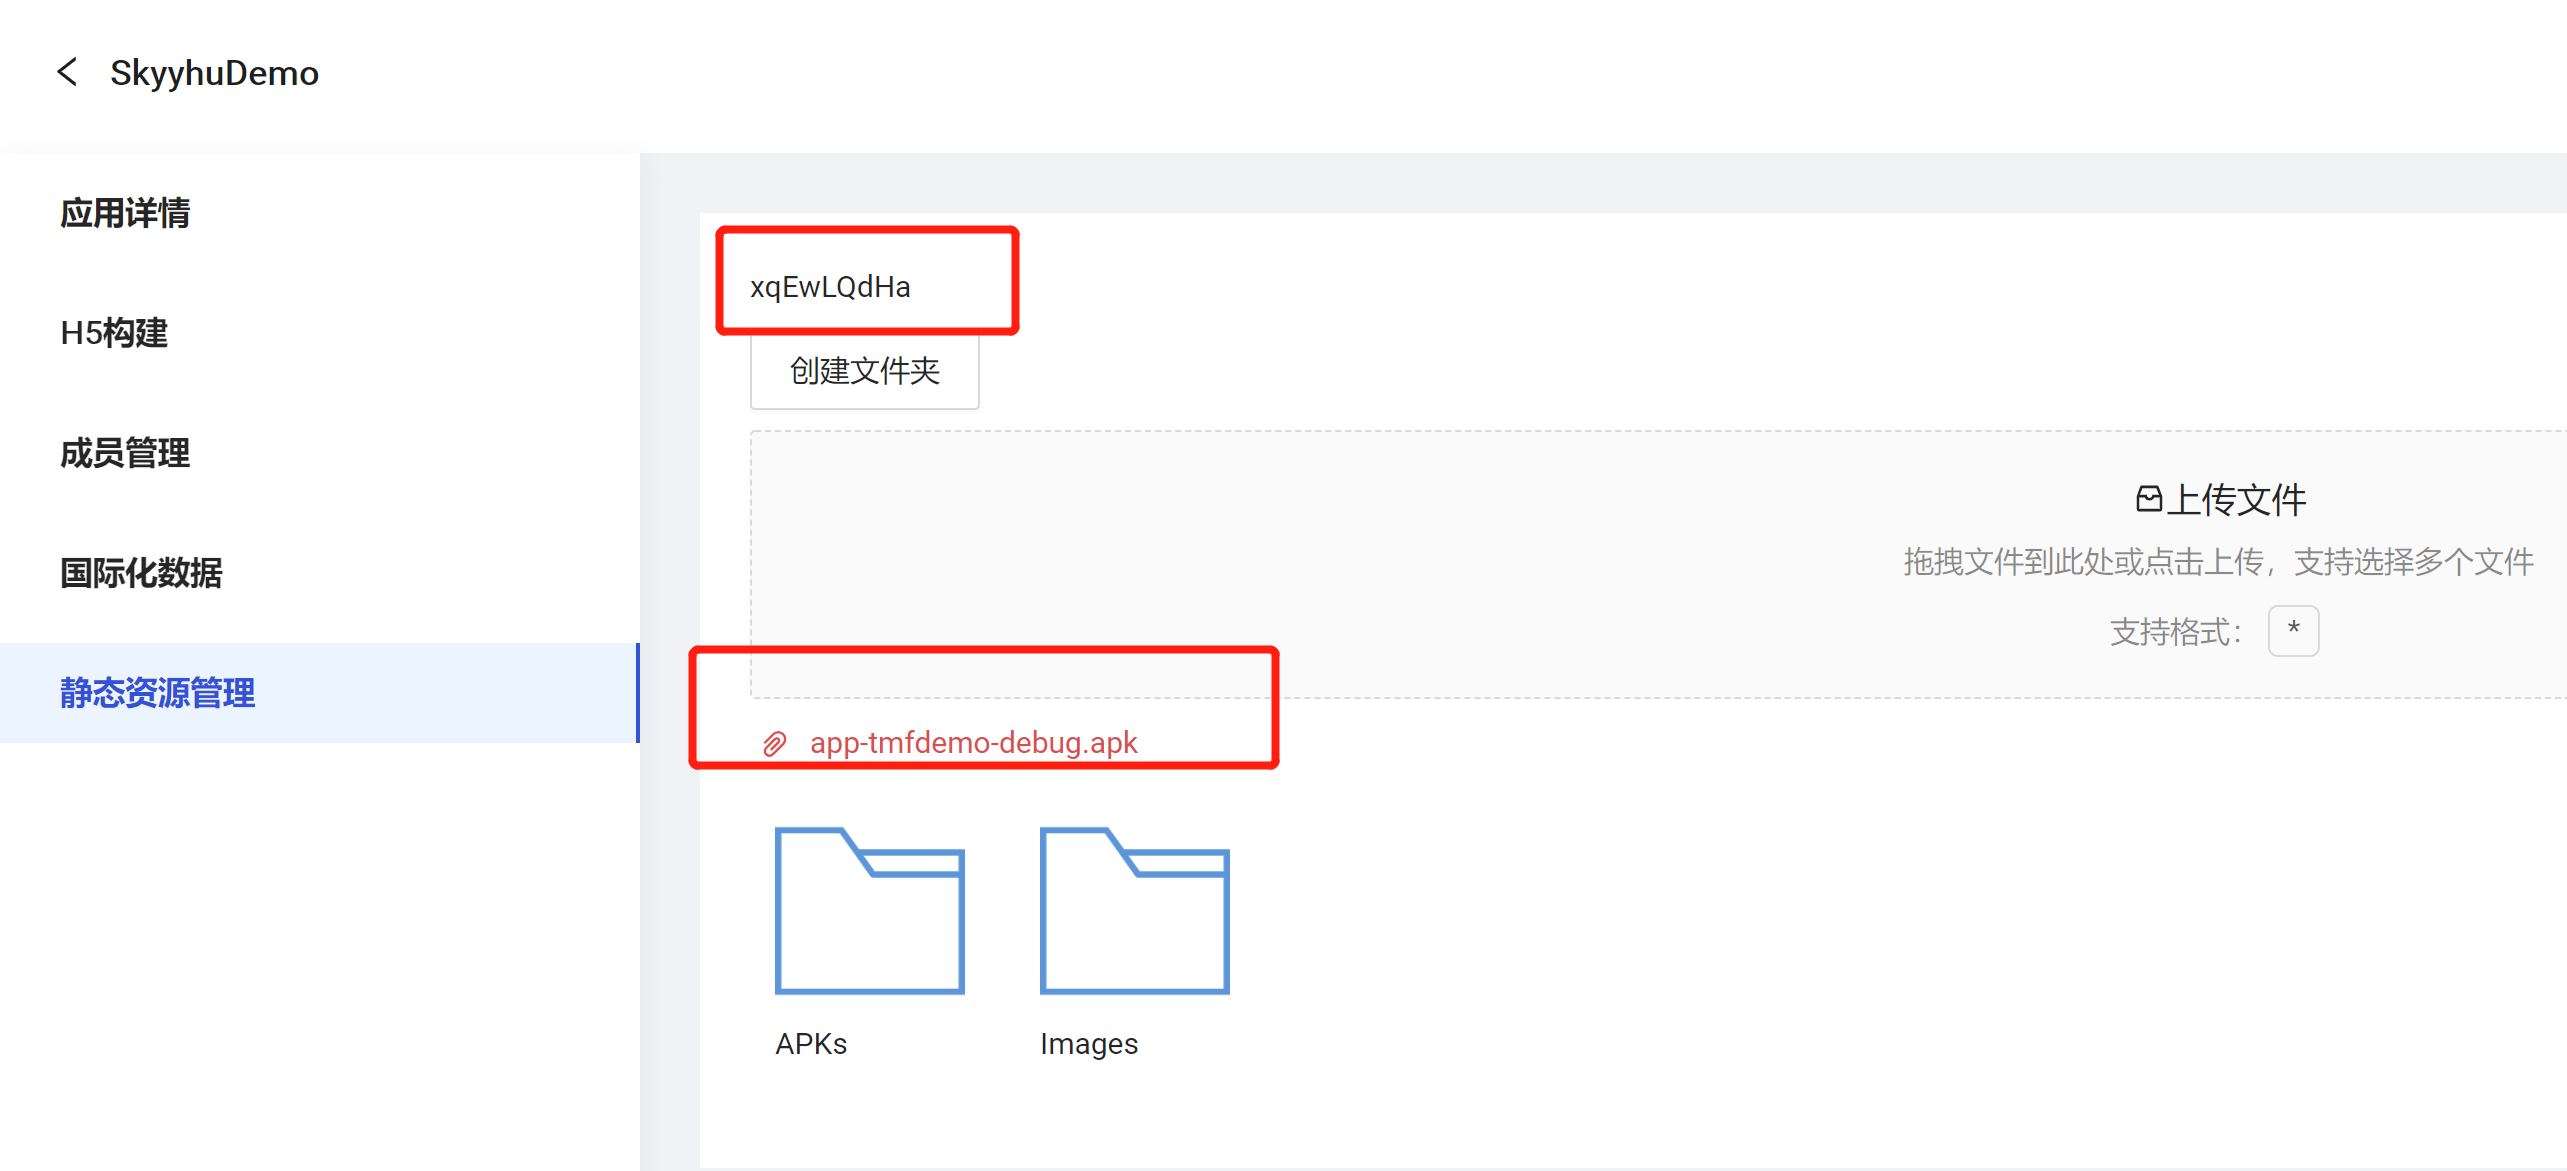 SkyyhuDemo
应用详情
H5构建
成员管理
国际化数据
静态资源管理
xqEwLQdHa
创建文件夹
上传文件
拖拽文件到此处或点击上传，支持选择多个文件
支持格式： *
app-tmfdemo-debug.apk
APKs Images